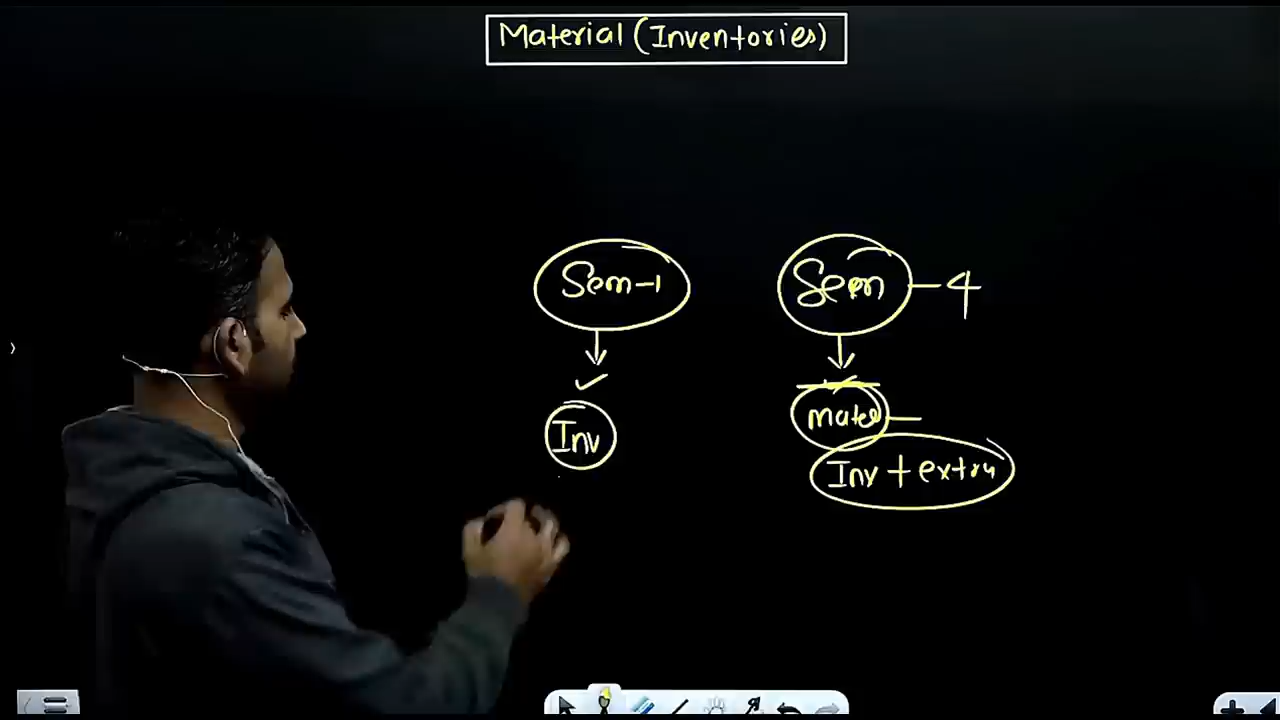 Material (Inventories)
Sem-1
Sem - 4
Inv
mate
Inv + extra